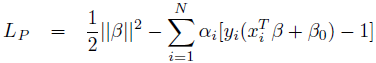 L_P = \frac{1}{2}||\beta||^2 - \sum_{i=1}^{N} \alpha_i[y_i(x_i^T\beta + \beta_0) - 1]